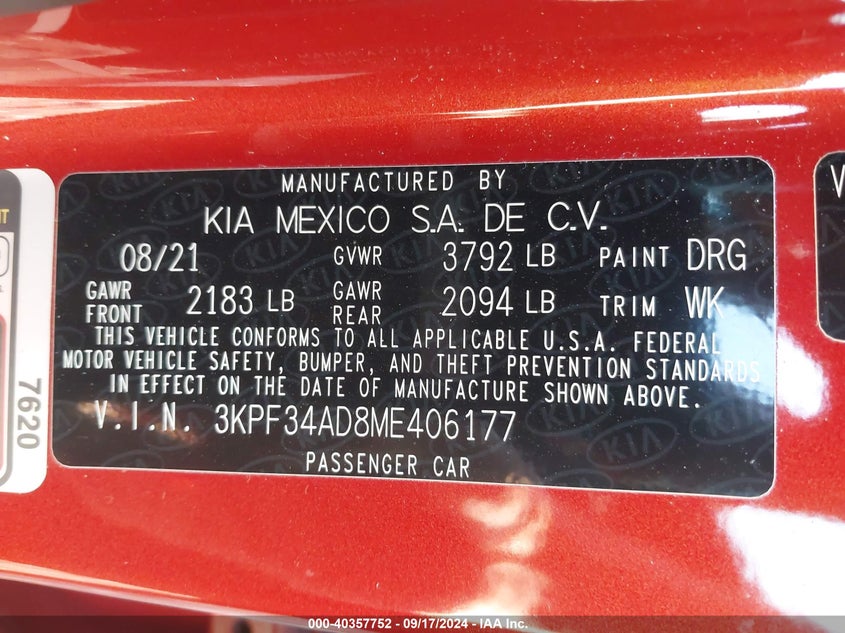 MANUFACTURED BY
KIA MEXICO S.A. DE C.V.
08/21 GVWR 3792 LB PAINT DRG
GAWR FRONT 2183 LB GAWR REAR 2094 LB TRIM WK
THIS VEHICLE CONFORMS TO ALL APPLICABLE U.S.A. FEDERAL
MOTOR VEHICLE SAFETY, BUMPER, AND THEFT PREVENTION STANDARDS
IN EFFECT ON THE DATE OF MANUFACTURE SHOWN ABOVE.
V.I.N. 3KPF34AD8ME406177
PASSENGER CAR
7620
000-40357752 - 09/17/2024 - IAA Inc.